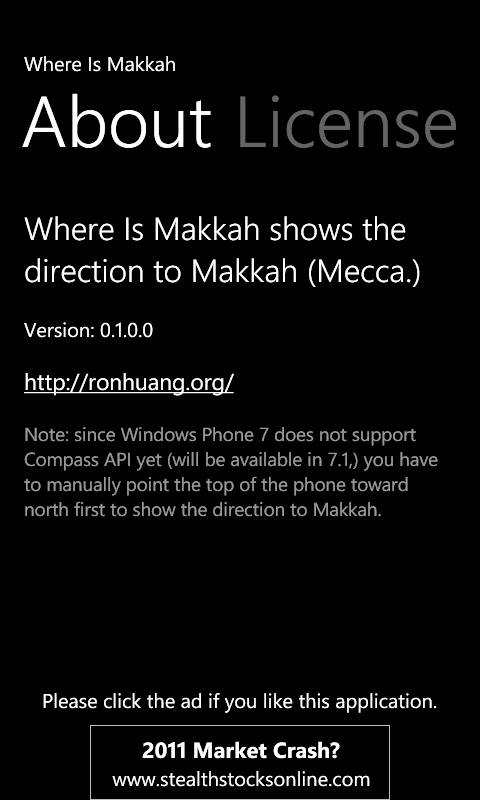 Where Is Makkah
About License
Where Is Makkah shows the
direction to Makkah (Mecca.)
Version: 0.1.0.0
http://ronhuang.org/
Note: since Windows Phone 7 does not support
Compass API yet (will be available in 7.1,) you have
to manually point the top of the phone toward
north first to show the direction to Makkah.
Please click the ad if you like this application.
2011 Market Crash?
www.stealthstocksonline.com